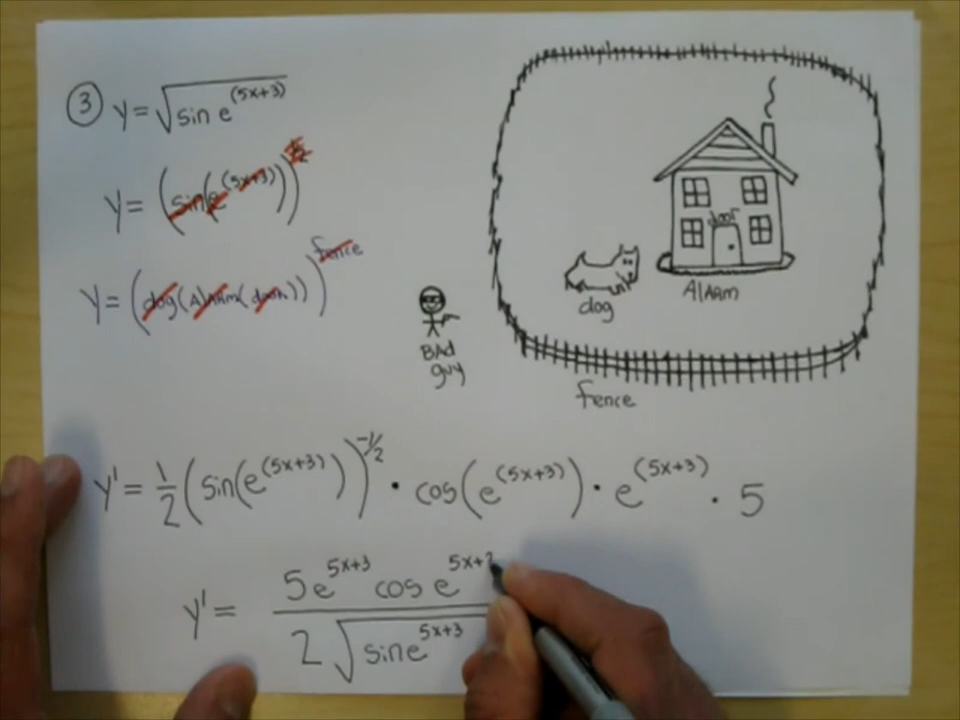 ③ y = √(sin e^(5x+3))
y = (sin(e^(5x+3)))^½
y = (dog(Alarm(door)))^fence
door
dog
Alarm
BAd
guy
fence
y' = 1/2 (sin(e^(5x+3)))^-1/2 · cos(e^(5x+3)) · e^(5x+3) · 5
y' = 5e^5x+3 cos e^5x+
2√(sin e^5x+3)